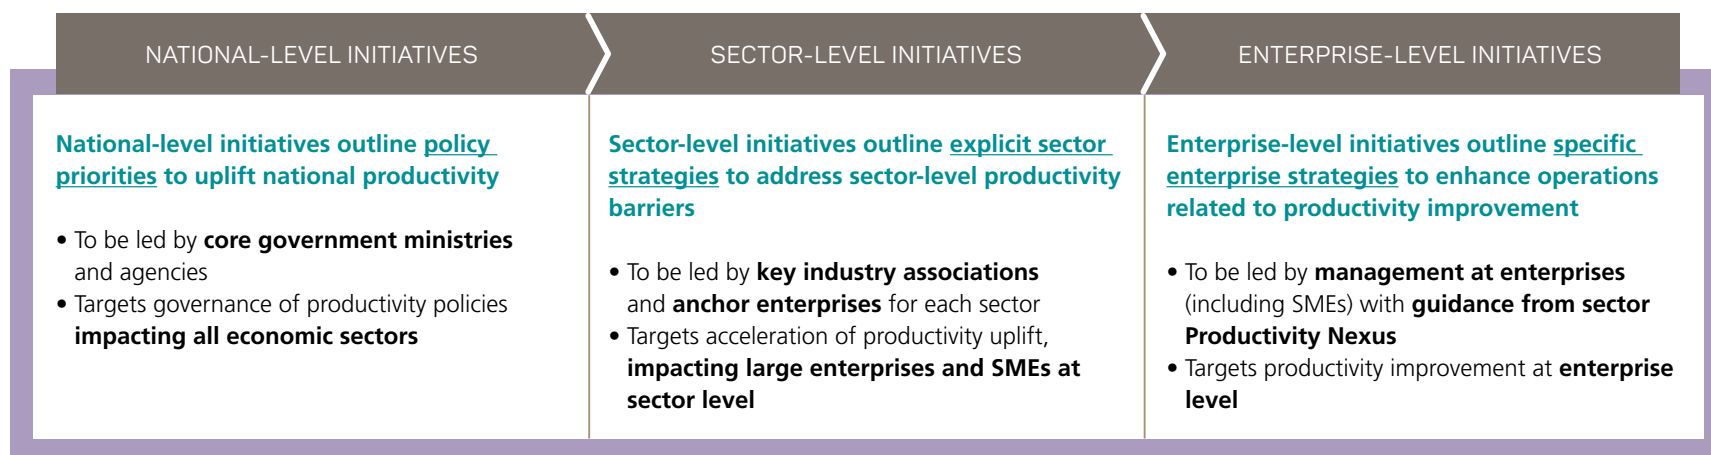 NATIONAL-LEVEL INITIATIVES
SECTOR-LEVEL INITIATIVES
ENTERPRISE-LEVEL INITIATIVES
National-level initiatives outline policy
priorities to uplift national productivity
• To be led by core government ministries
and agencies
• Targets governance of productivity policies
impacting all economic sectors
Sector-level initiatives outline explicit sector
strategies to address sector-level productivity
barriers
• To be led by key industry associations
and anchor enterprises for each sector
• Targets acceleration of productivity uplift,
impacting large enterprises and SMEs at
sector level
Enterprise-level initiatives outline specific
enterprise strategies to enhance operations
related to productivity improvement
• To be led by management at enterprises
(including SMEs) with guidance from sector
Productivity Nexus
• Targets productivity improvement at enterprise
level